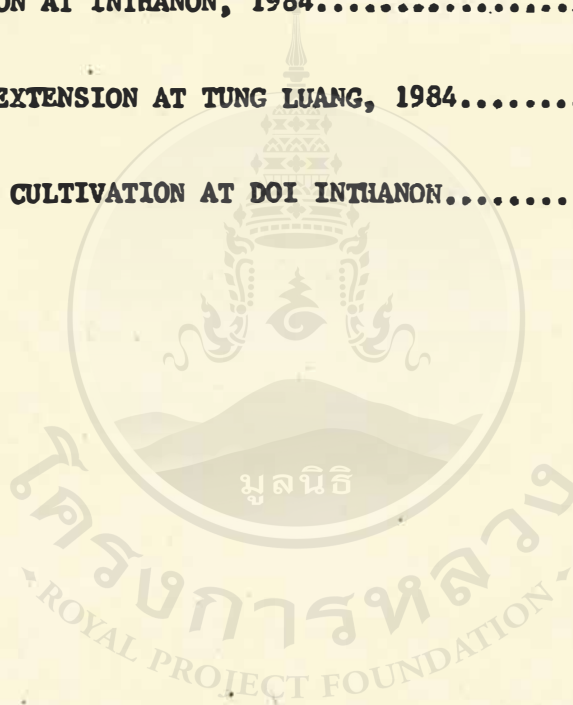 ON AT INTHANON, 1984..................
EXTENSION AT TUNG LUANG, 1984........
CULTIVATION AT DOI INTHANON........
มูลนิธิ
โครงการหลวง
ROYAL PROJECT FOUNDATION